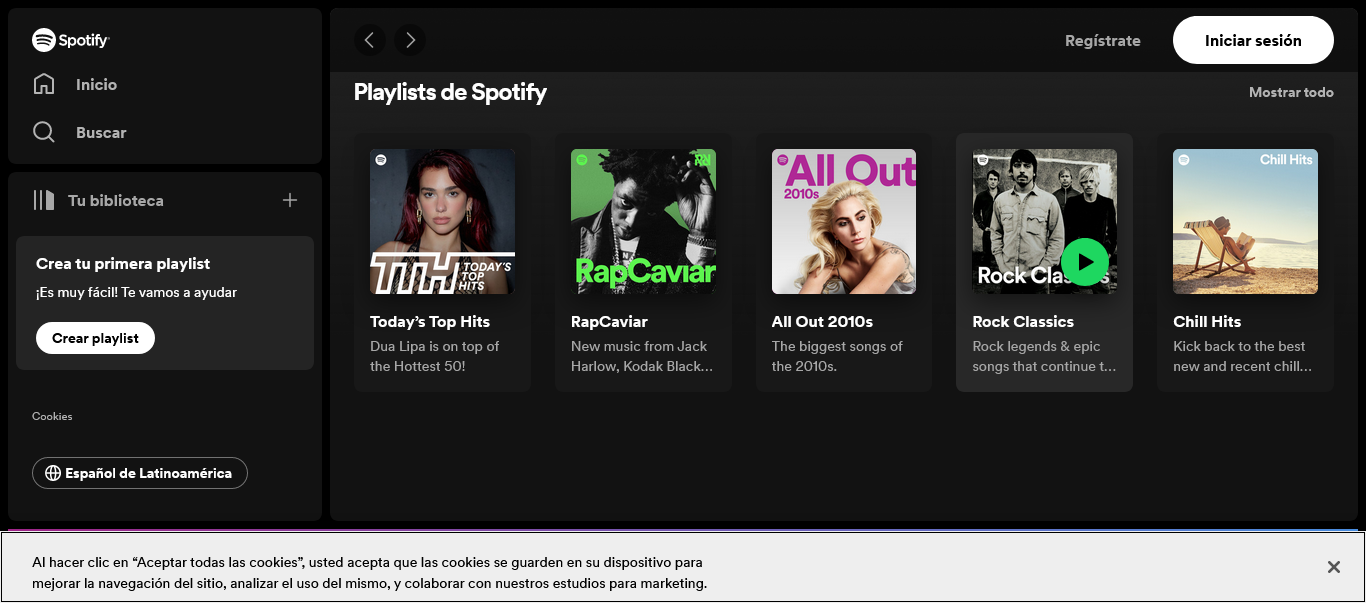 Spotify
Inicio
Buscar
Tu biblioteca
Crea tu primera playlist
¡Es muy fácil! Te vamos a ayudar
Crear playlist
Cookies
Español de Latinoamérica
Regístrate
Iniciar sesión
Playlists de Spotify
Mostrar todo
TTH TODAY'S
TOP
HITS
Today's Top Hits
Dua Lipa is on top of
the Hottest 50!
RapCaviar
RapCaviar
New music from Jack
Harlow, Kodak Black…
All Out
2010s
All Out 2010s
The biggest songs of
the 2010s.
Rock Classics
Rock Classics
Rock legends & epic
songs that continue t…
Chill Hits
Chill Hits
Kick back to the best
new and recent chill…
Al hacer clic en “Aceptar todas las cookies”, usted acepta que las cookies se guarden en su dispositivo para
mejorar la navegación del sitio, analizar el uso del mismo, y colaborar con nuestros estudios para marketing.